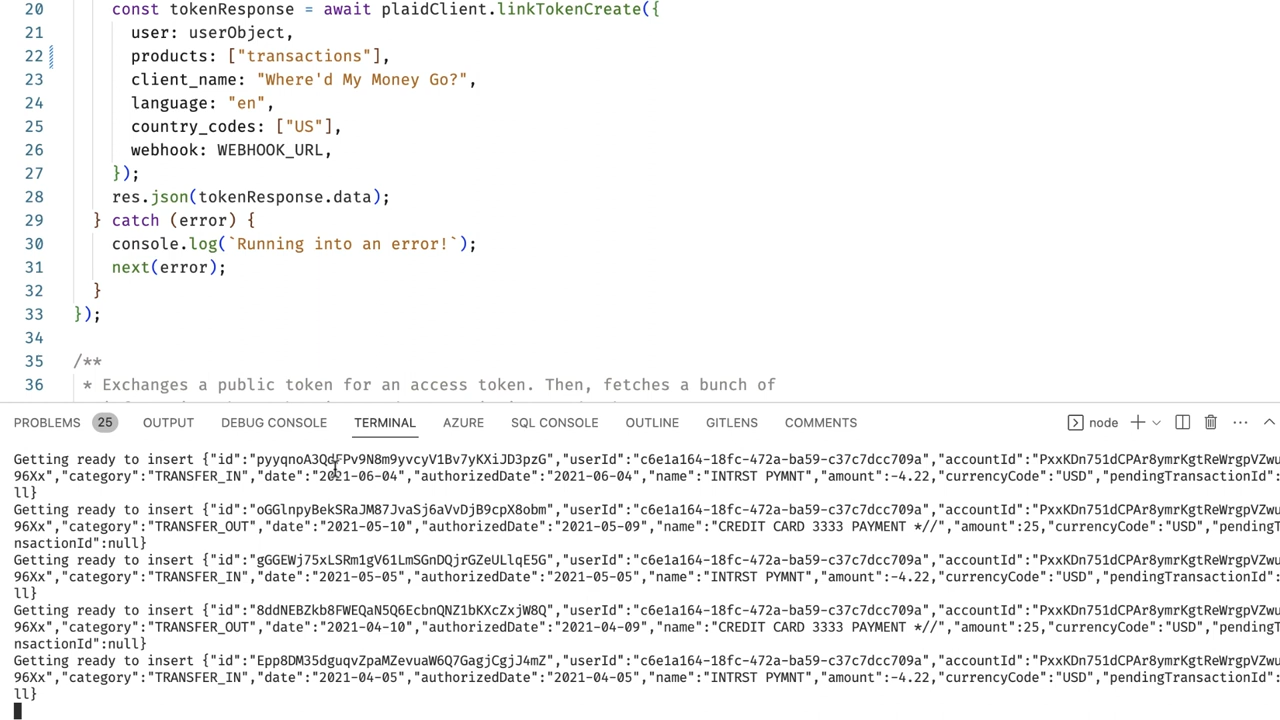 20 const tokenResponse = await plaidClient.linkTokenCreate({
21 user: userObject,
22 products: ["transactions"],
23 client_name: "Where'd My Money Go?",
24 language: "en",
25 country_codes: ["US"],
26 webhook: WEBHOOK_URL,
27 });
28 res.json(tokenResponse.data);
29 } catch (error) {
30 console.log(`Running into an error!`);
31 next(error);
32 }
33 });
34
35 /**
36 * Exchanges a public token for an access token. Then, fetches a bunch of
PROBLEMS 25 OUTPUT DEBUG CONSOLE TERMINAL AZURE SQL CONSOLE OUTLINE GITLENS COMMENTS node
Getting ready to insert {"id":"pyyqnoA3QdFPv9N8m9yvcyV1Bv7yKXiJD3pzG","userId":"c6e1a164-18fc-472a-ba59-c37c7dcc709a","accountId":"PxxKDn751dCPAr8ymrKgtReWrgpVZwu
96Xx","category":"TRANSFER_IN","date":"2021-06-04","authorizedDate":"2021-06-04","name":"INTRST PYMNT","amount":-4.22,"currencyCode":"USD","pendingTransactionId":
ll}
Getting ready to insert {"id":"oGGlnpyBekSRaJM87JvaSj6aVvDjB9cpX8obm","userId":"c6e1a164-18fc-472a-ba59-c37c7dcc709a","accountId":"PxxKDn751dCPAr8ymrKgtReWrgpVZwu
96Xx","category":"TRANSFER_OUT","date":"2021-05-10","authorizedDate":"2021-05-09","name":"CREDIT CARD 3333 PAYMENT *//","amount":25,"currencyCode":"USD","pendingT
nsactionId":null}
Getting ready to insert {"id":"gGGEWj75xLSRm1gV61LmSGnDQjrGZeULlqE5G","userId":"c6e1a164-18fc-472a-ba59-c37c7dcc709a","accountId":"PxxKDn751dCPAr8ymrKgtReWrgpVZwu
96Xx","category":"TRANSFER_IN","date":"2021-05-05","authorizedDate":"2021-05-05","name":"INTRST PYMNT","amount":-4.22,"currencyCode":"USD","pendingTransactionId":
ll}
Getting ready to insert {"id":"8ddNEBZkb8FWEQaN5Q6EcbnQNZ1bKXcZxjW8Q","userId":"c6e1a164-18fc-472a-ba59-c37c7dcc709a","accountId":"PxxKDn751dCPAr8ymrKgtReWrgpVZwu
96Xx","category":"TRANSFER_OUT","date":"2021-04-10","authorizedDate":"2021-04-09","name":"CREDIT CARD 3333 PAYMENT *//","amount":25,"currencyCode":"USD","pendingT
nsactionId":null}
Getting ready to insert {"id":"Epp8DM35dguqvZpaMZevuaW6Q7GagjCgjJ4mZ","userId":"c6e1a164-18fc-472a-ba59-c37c7dcc709a","accountId":"PxxKDn751dCPAr8ymrKgtReWrgpVZwu
96Xx","category":"TRANSFER_IN","date":"2021-04-05","authorizedDate":"2021-04-05","name":"INTRST PYMNT","amount":-4.22,"currencyCode":"USD","pendingTransactionId":
ll}